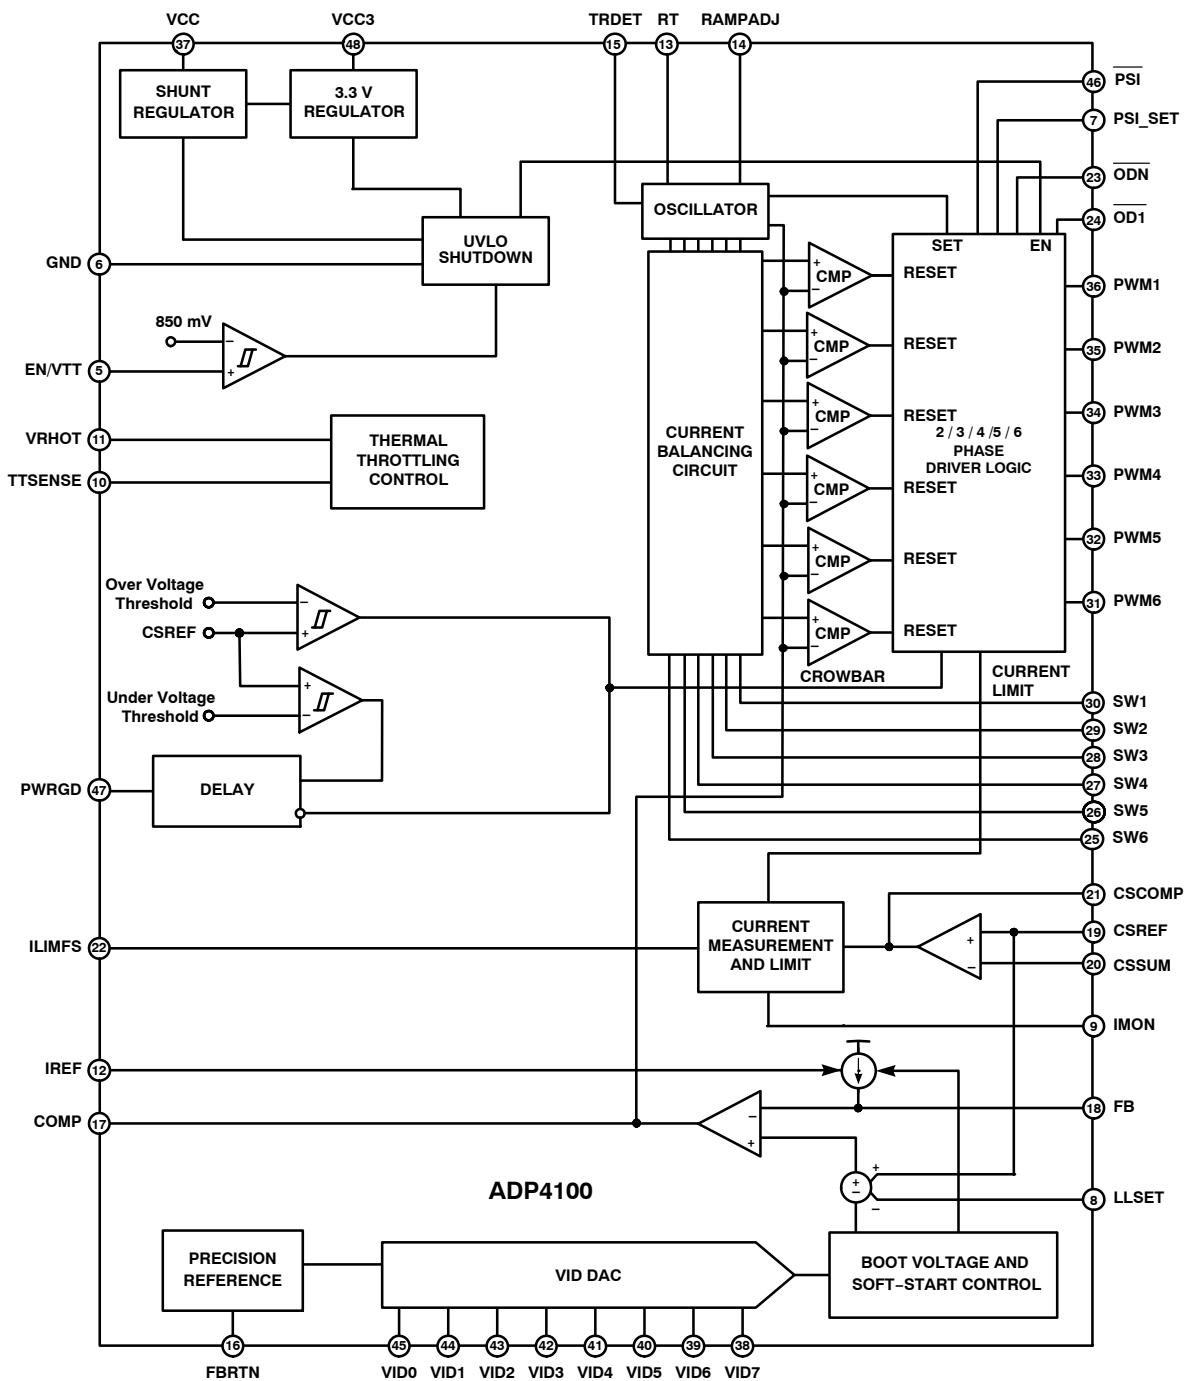 VCC VCC3 TRDET RT RAMPADJ
37 48 15 13 14
SHUNT
REGULATOR
3.3 V
REGULATOR
46 PSI
7 PSI_SET
23 ODN
24 OD1
OSCILLATOR
UVLO
SHUTDOWN
GND 6
SET EN
+
CMP
−
RESET
36 PWM1
850 mV
−
+
EN/VTT 5
+
CMP
−
RESET
35 PWM2
VRHOT 11
TTSENSE 10
THERMAL
THROTTLING
CONTROL
CURRENT
BALANCING
CIRCUIT
+
CMP
−
RESET
2 / 3 / 4 /5 / 6
PHASE
DRIVER LOGIC
34 PWM3
+
CMP
−
RESET
33 PWM4
+
CMP
−
RESET
32 PWM5
+
CMP
−
RESET
31 PWM6
Over Voltage
Threshold
−
CSREF
+
Under Voltage
Threshold
+
−
CROWBAR
CURRENT
LIMIT
30 SW1
29 SW2
28 SW3
27 SW4
26 SW5
25 SW6
PWRGD 47
DELAY
21 CSCOMP
ILIMFS 22
CURRENT
MEASUREMENT
AND LIMIT
+
−
19 CSREF
20 CSSUM
9 IMON
IREF 12
COMP 17
−
+
18 FB
+
−
+
−
8 LLSET
ADP4100
PRECISION
REFERENCE
VID DAC
BOOT VOLTAGE AND
SOFT−START CONTROL
16 45 44 43 42 41 40 39 38
FBRTN VID0 VID1 VID2 VID3 VID4 VID5 VID6 VID7